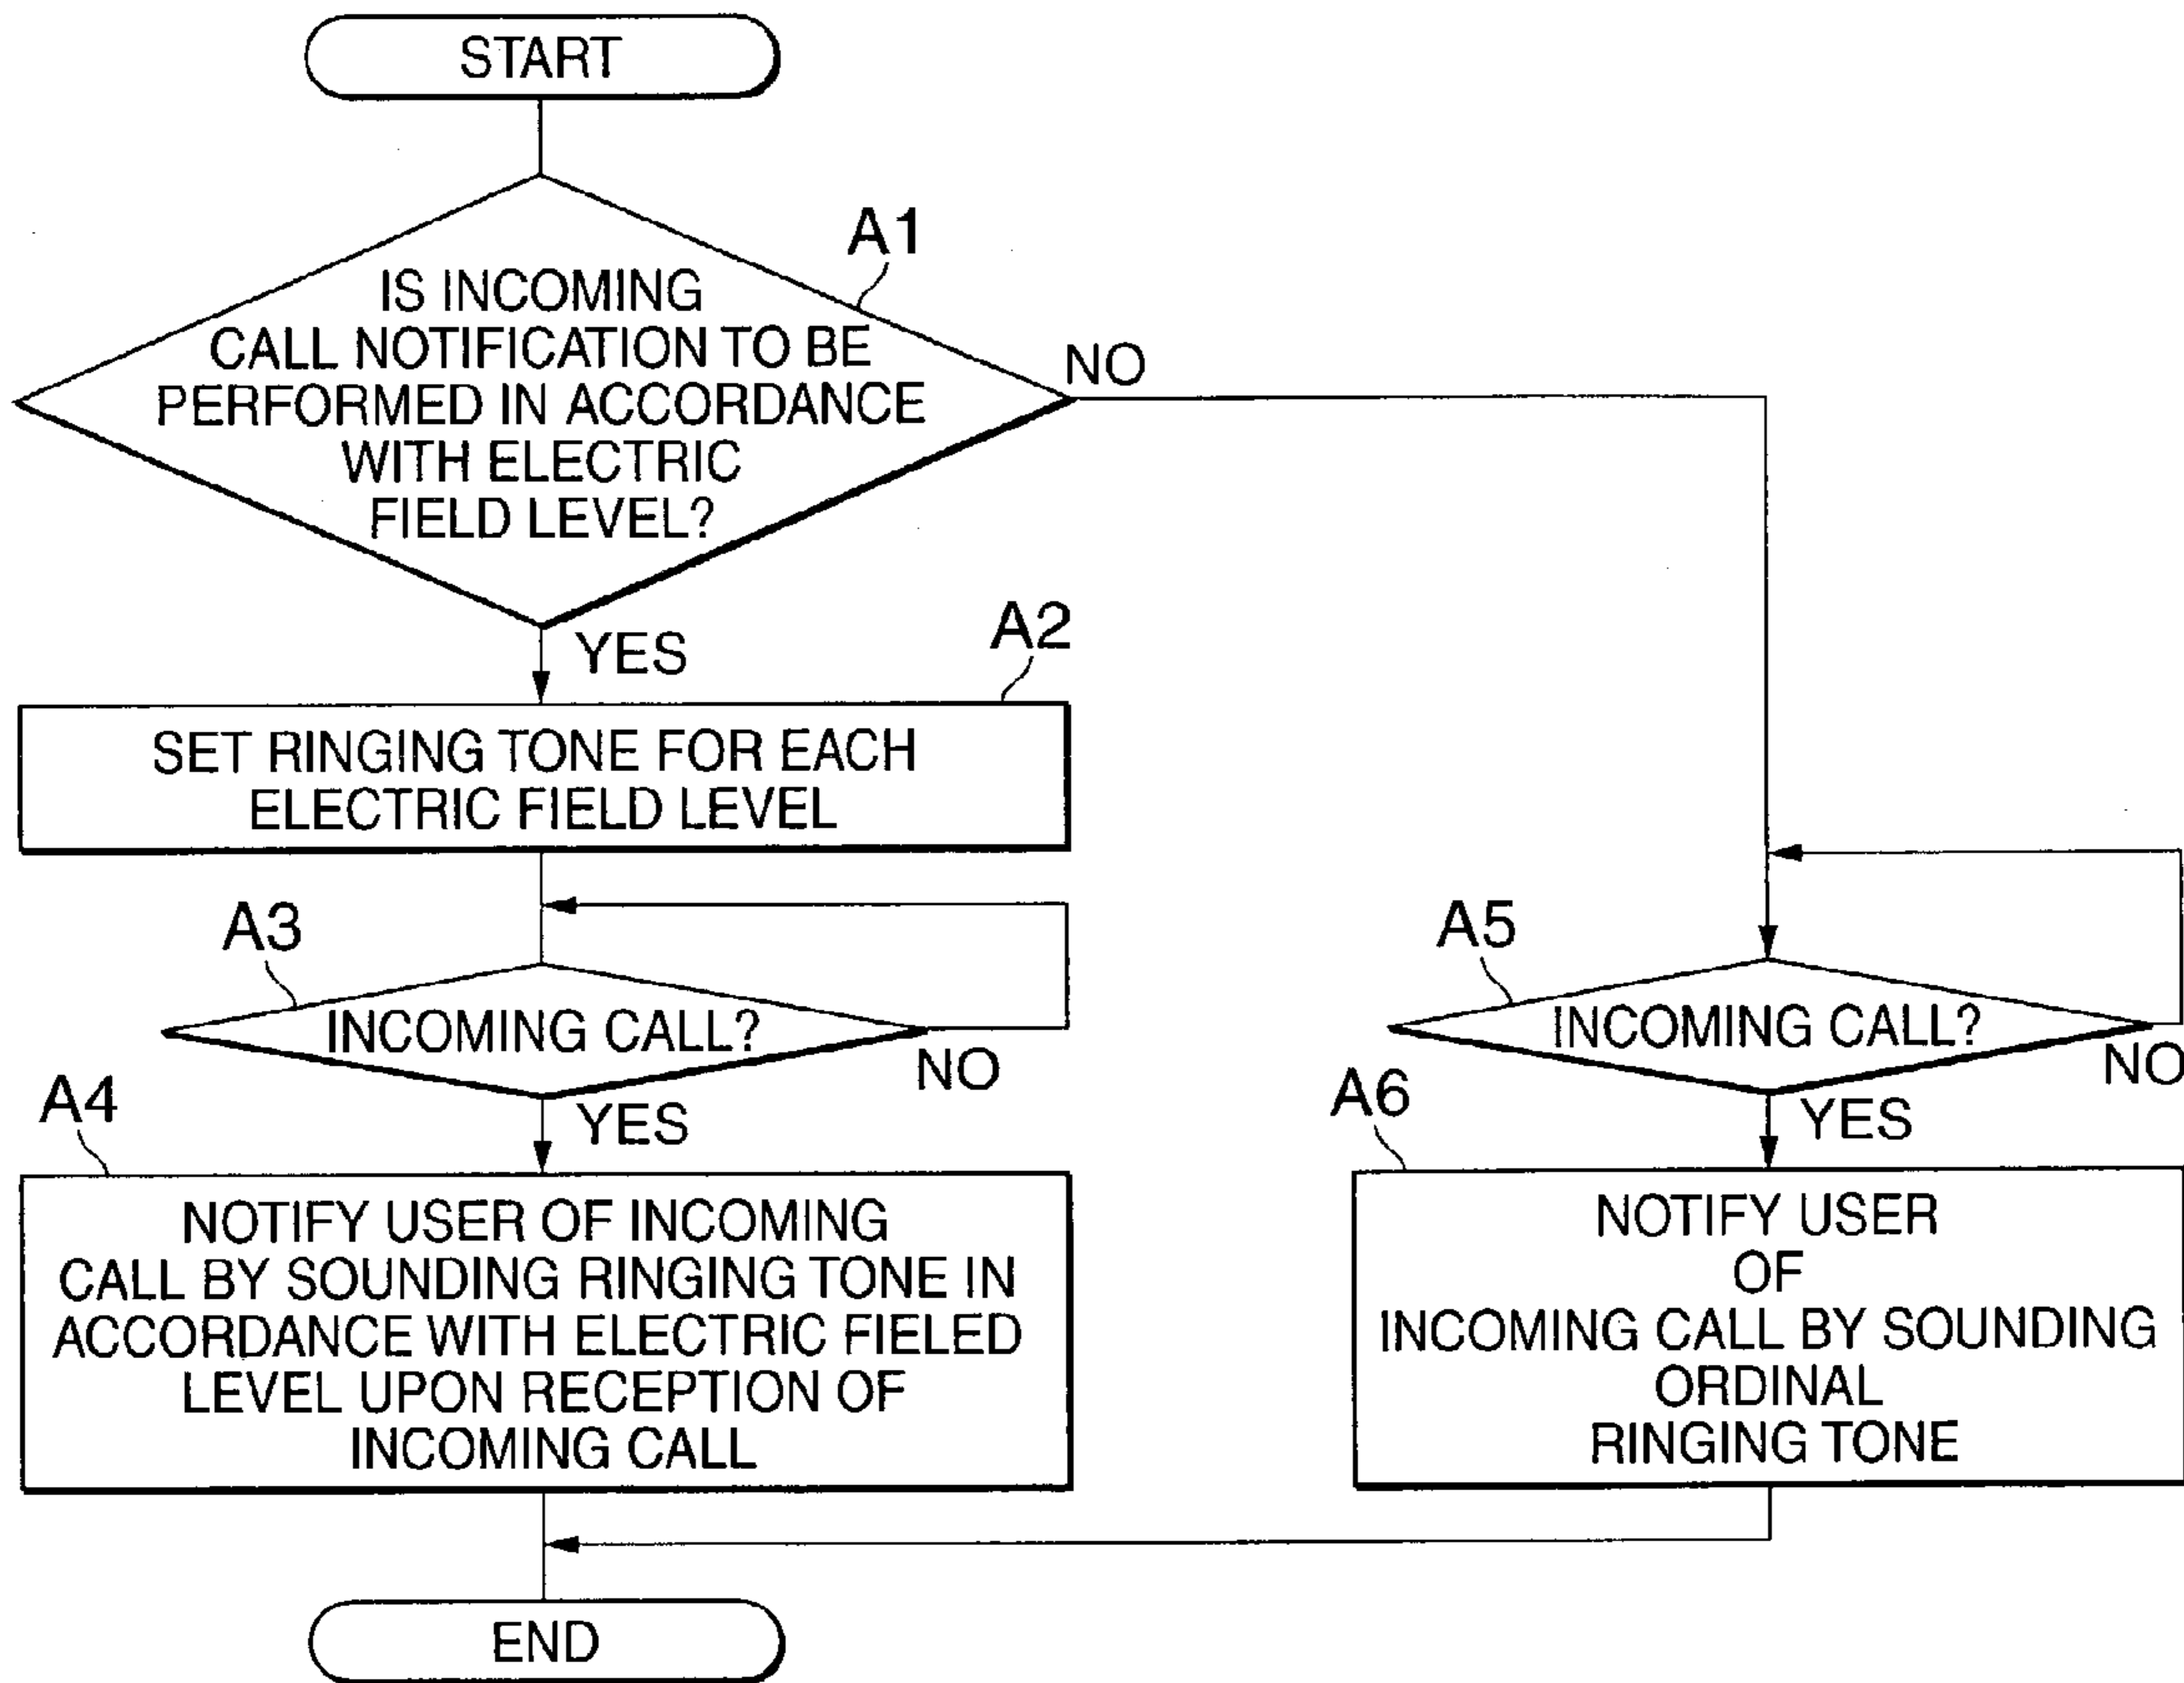 START
A1
IS INCOMING
CALL NOTIFICATION TO BE
PERFORMED IN ACCORDANCE
WITH ELECTRIC
FIELD LEVEL?
NO
YES
A2
SET RINGING TONE FOR EACH
ELECTRIC FIELD LEVEL
A3
INCOMING CALL?
NO
YES
A4
NOTIFY USER OF INCOMING
CALL BY SOUNDING RINGING TONE IN
ACCORDANCE WITH ELECTRIC FIELED
LEVEL UPON RECEPTION OF
INCOMING CALL
A5
INCOMING CALL?
NO
YES
A6
NOTIFY USER
OF
INCOMING CALL BY SOUNDING
ORDINAL
RINGING TONE
END